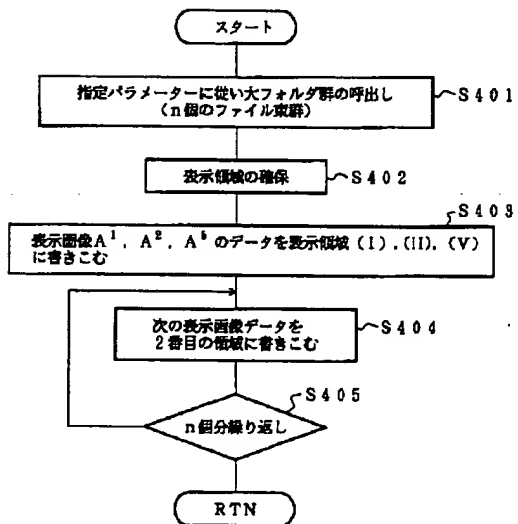 スタート
指定パラメーターに従い大フォルダ群の呼出し
(n個のファイル束群)
S401
表示領域の確保
S402
S403
表示画像A¹, A², A⁵ のデータを表示領域 (I) ,(II), (V)
に書きこむ
次の表示画像データを
2番目の領域に書きこむ
S404
S405
n個分繰り返し
RTN